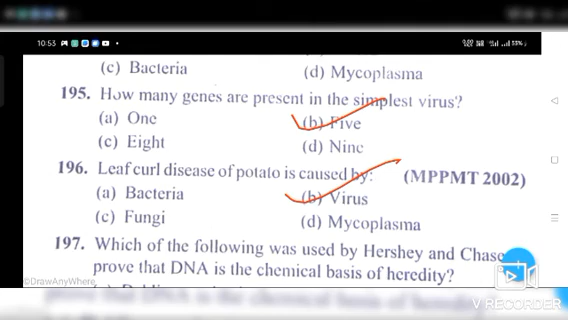 10:53
53%
(c) Bacteria
(d) Mycoplasma
195. How many genes are present in the simplest virus?
(a) One
(b) Five
(c) Eight
(d) Nine
196. Leaf curl disease of potato is caused by: (MPPMT 2002)
(a) Bacteria
(b) Virus
(c) Fungi
(d) Mycoplasma
197. Which of the following was used by Hershey and Chase
prove that DNA is the chemical basis of heredity?
©DrawAnyWhere
V RECORDER